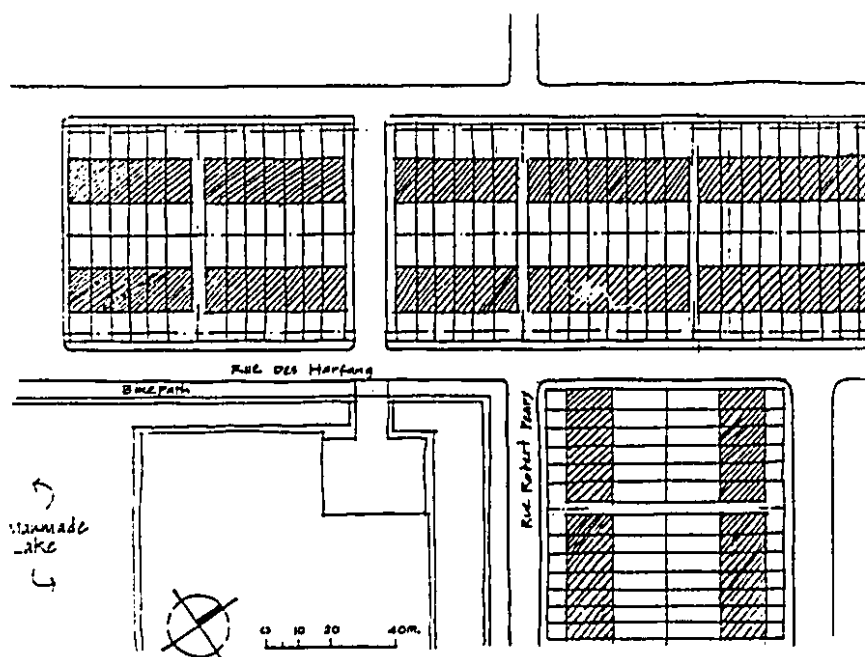 Rue Des Harfang
Bike Path
Rue Robert Peary
Manmade
Lake
0 10 20 40m.